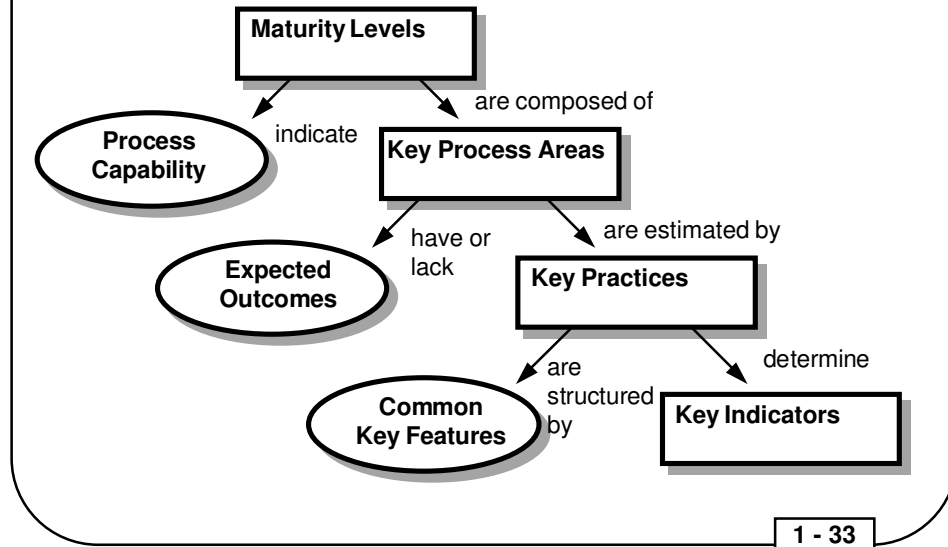 Maturity Levels
are composed of
indicate
Process
Capability
Key Process Areas
have or
lack
are estimated by
Expected
Outcomes
Key Practices
are
structured
by
determine
Common
Key Features
Key Indicators
1 - 33